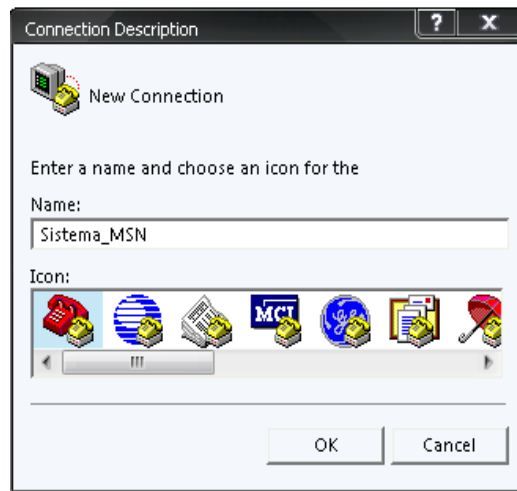 Connection Description
? X
New Connection
Enter a name and choose an icon for the
Name:
Sistema_MSN
Icon:
MCI
OK Cancel